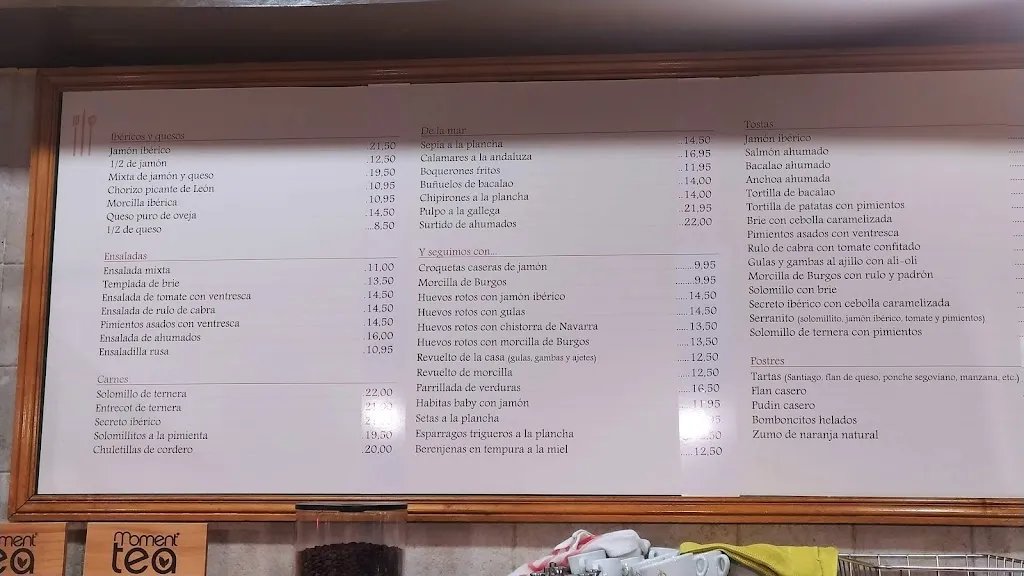 Ibéricos y quesos
Jamón ibérico ..21,50
1/2 de jamón ..12,50
Mixta de jamón y queso ..19,50
Chorizo picante de León ..10,95
Morcilla ibérica ..10,95
Queso puro de oveja ..14,50
1/2 de queso ....8,50
Ensaladas
Ensalada mixta .11,00
Templada de brie .13,50
Ensalada de tomate con ventresca .14,50
Ensalada de rulo de cabra .14,50
Pimientos asados con ventresca .14,50
Ensalada de ahumados .16,00
Ensaladilla rusa ..10,95
Carnes
Solomillo de ternera 22,00
Entrecot de ternera
Secreto ibérico
Solomillitos a la pimienta .19,50
Chuletillas de cordero .20,00
De la mar
Sepia a la plancha ..14,50
Calamares a la andaluza ..16,95
Boquerones fritos ..11,95
Buñuelos de bacalao ..14,00
Chipirones a la plancha ..14,00
Pulpo a la gallega ..21,95
Surtido de ahumados ..22,00
Y seguimos con...
Croquetas caseras de jamón .......9,95
Morcilla de Burgos .......9,95
Huevos rotos con jamón ibérico .....14,50
Huevos rotos con gulas .....14,50
Huevos rotos con chistorra de Navarra .....13,50
Huevos rotos con morcilla de Burgos .....13,50
Revuelto de la casa (gulas, gambas y ajetes) .....12,50
Revuelto de morcilla .....12,50
Parrillada de verduras .....16,50
Habitas baby con jamón 11,95
Setas a la plancha
Esparragos trigueros a la plancha
Berenjenas en tempura a la miel ..12,50
Tostas
Jamón ibérico
Salmón ahumado
Bacalao ahumado
Anchoa ahumada
Tortilla de bacalao
Tortilla de patatas con pimientos
Brie con cebolla caramelizada
Pimientos asados con ventresca
Rulo de cabra con tomate confitado
Gulas y gambas al ajillo con ali-oli
Morcilla de Burgos con rulo y padrón
Solomillo con brie
Secreto ibérico con cebolla caramelizada
Serranito (solomillito, jamón ibérico, tomate y pimientos)
Solomillo de ternera con pimientos
Postres
Tartas (Santiago, flan de queso, ponche segoviano, manzana, etc.)
Flan casero
Pudin casero
Bomboncitos helados
Zumo de naranja natural
moment
tea